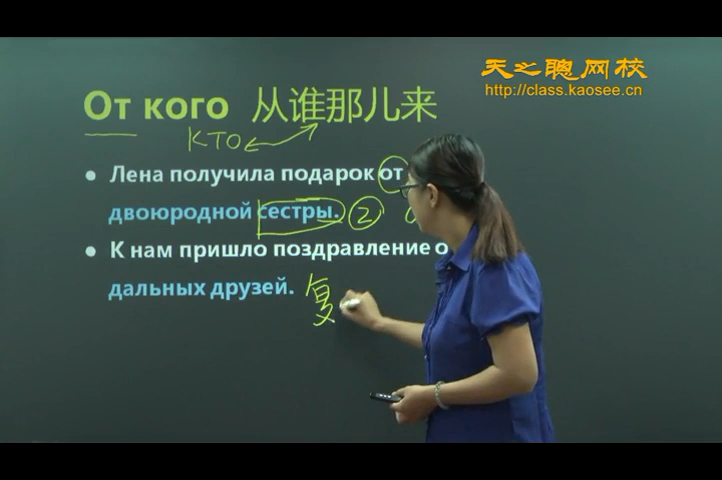 天之聰网校
http://class.kaosee.cn
От кого 从谁那儿来
КТО
• Лена получила подарок от
двоюродной сестры. ②
• К нам пришло поздравление о
дальных друзей. 复